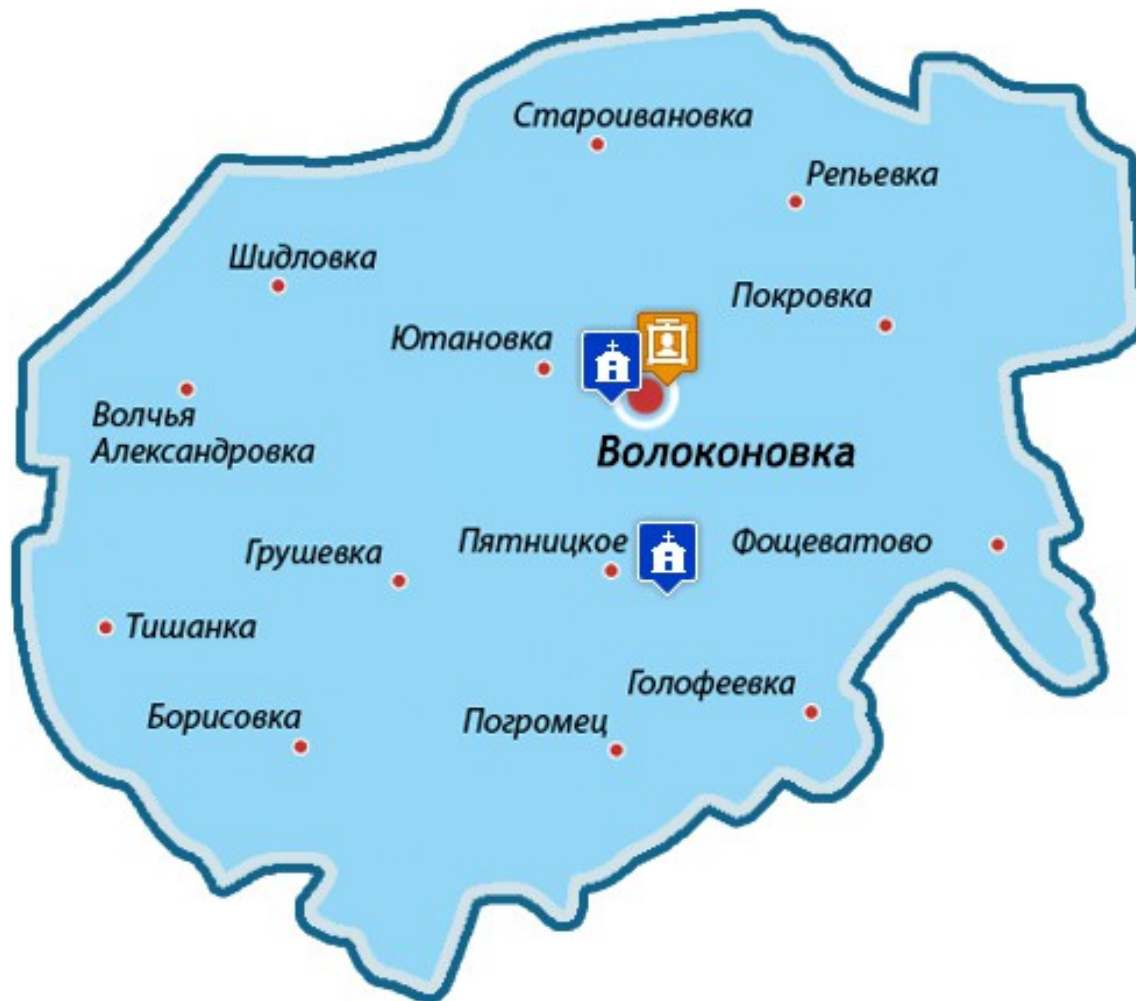 Староивановка
Репьевка
Шидловка
Покровка
Ютановка
Волчья
Александровка
Волоконовка
Пятницкое
Фощеватово
Грушевка
Тишанка
Голофеевка
Борисовка
Погромец